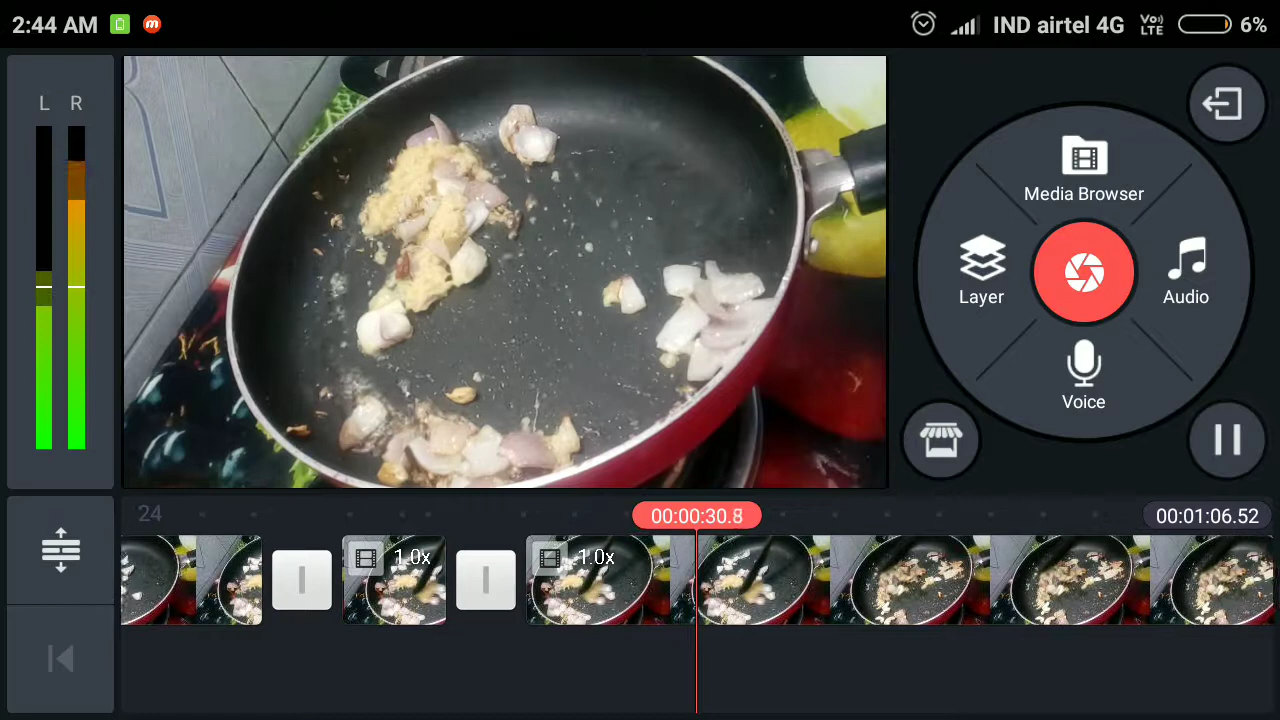 2:44 AM
IND airtel 4G
Vo))
LTE
6%
L R
Media Browser
Layer
Audio
Voice
24
00:00:30.8
00:01:06.52
1.0x
1.0x